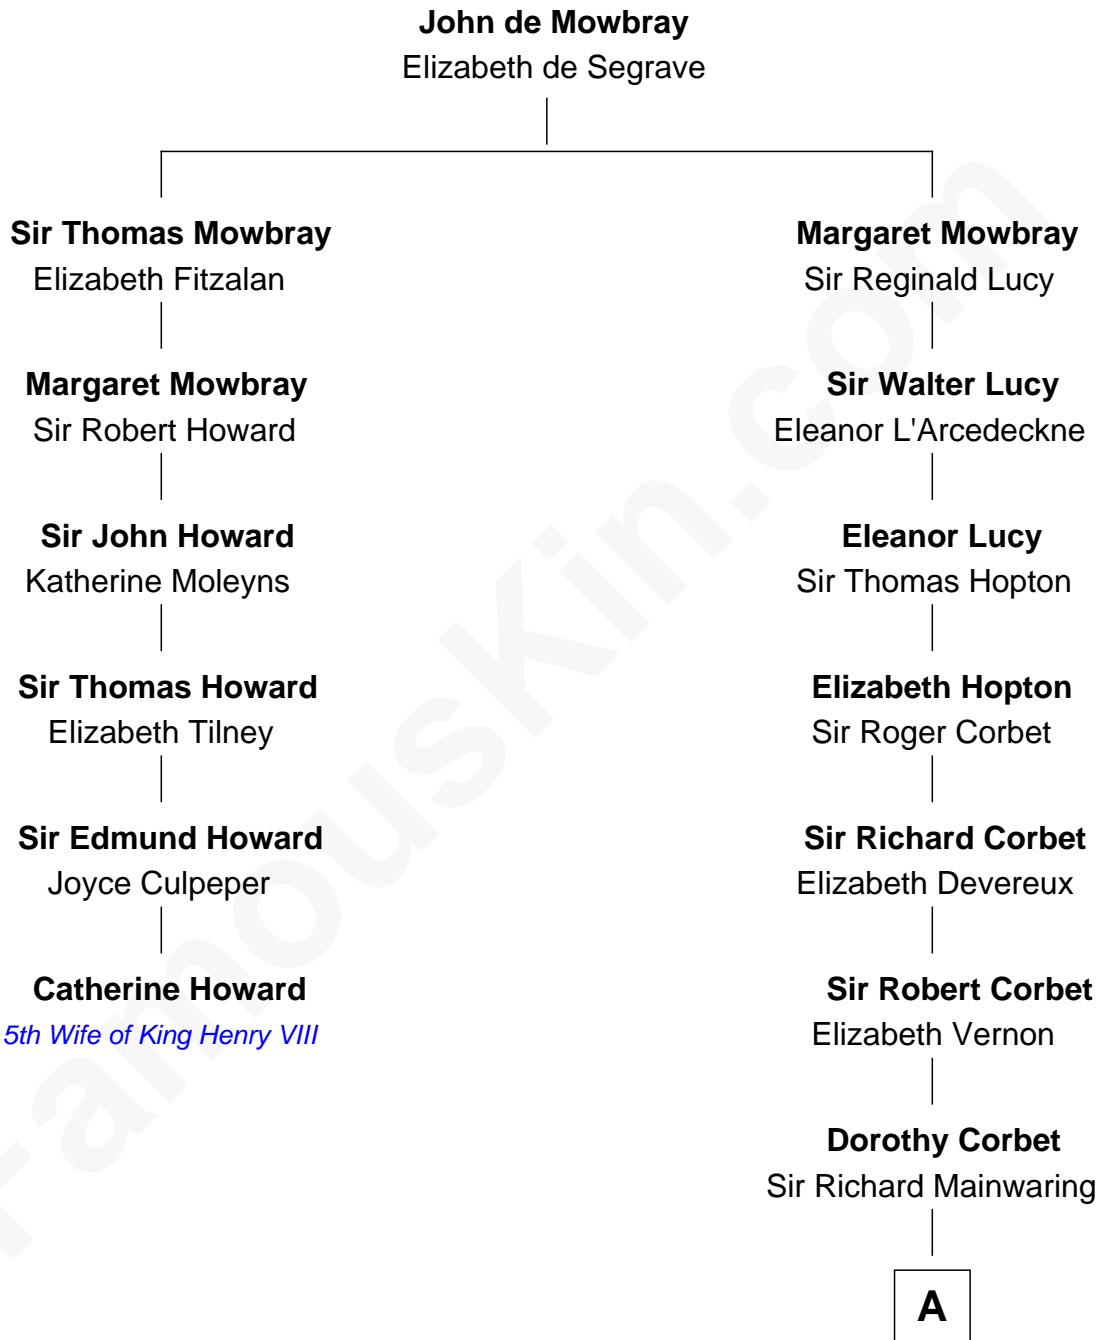 John de Mowbray
Elizabeth de Segrave
Sir Thomas Mowbray
Elizabeth Fitzalan
Margaret Mowbray
Sir Robert Howard
Sir John Howard
Katherine Moleyns
Sir Thomas Howard
Elizabeth Tilney
Sir Edmund Howard
Joyce Culpeper
Catherine Howard
5th Wife of King Henry VIII
Margaret Mowbray
Sir Reginald Lucy
Sir Walter Lucy
Eleanor L'Arcedeckne
Eleanor Lucy
Sir Thomas Hopton
Elizabeth Hopton
Sir Roger Corbet
Sir Richard Corbet
Elizabeth Devereux
Sir Robert Corbet
Elizabeth Vernon
Dorothy Corbet
Sir Richard Mainwaring
A
FamousKin.com